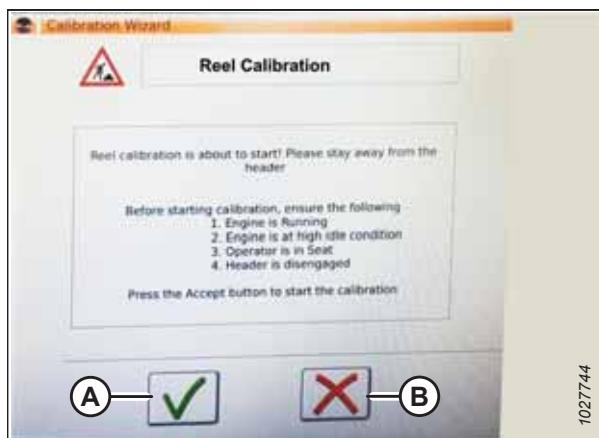 Calibration Wizard
Reel Calibration
Reel calibration is about to start! Please stay away from the
header
Before starting calibration, ensure the following
1. Engine is Running
2. Engine is at high idle condition
3. Operator is in Seat
4. Header is disengaged
Press the Accept button to start the calibration
A
B
1027744